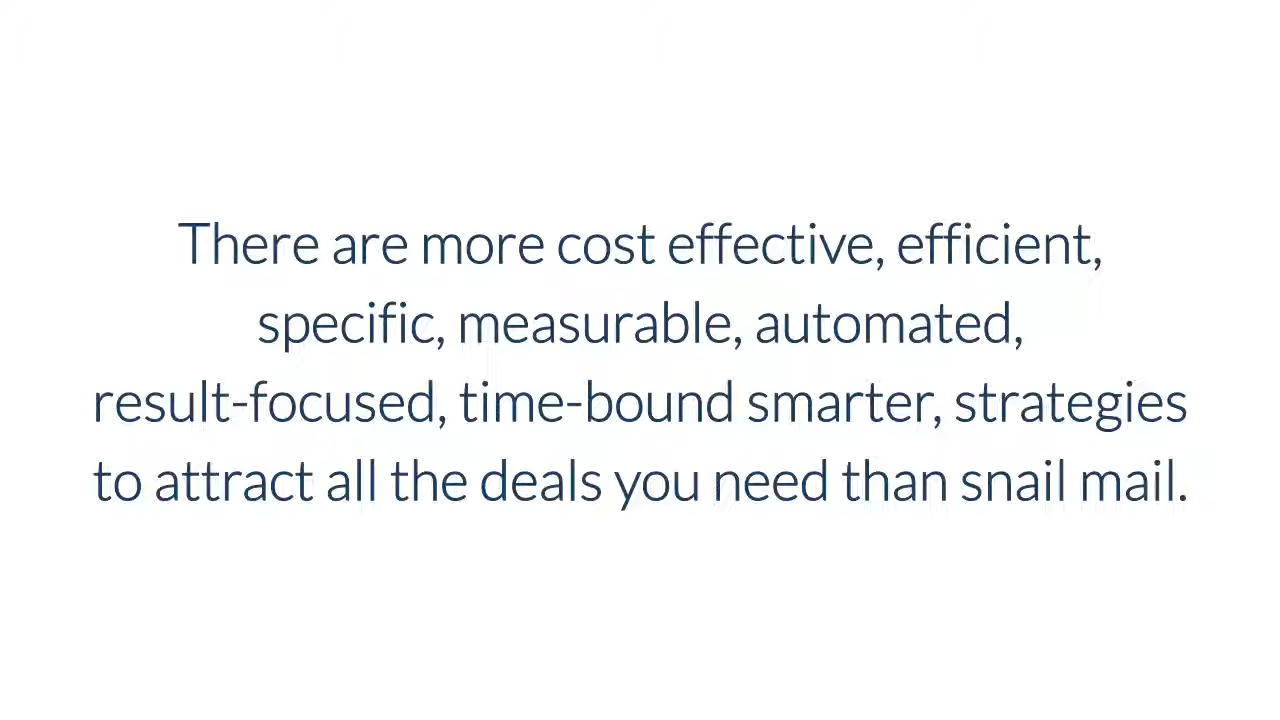 There are more cost effective, efficient,
specific, measurable, automated,
result-focused, time-bound smarter, strategies
to attract all the deals you need than snail mail.